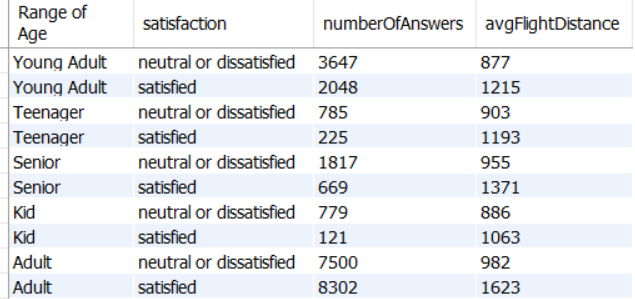 Range of Age satisfaction numberOfAnswers avgFlightDistance
Young Adult neutral or dissatisfied 3647 877
Young Adult satisfied 2048 1215
Teenager neutral or dissatisfied 785 903
Teenager satisfied 225 1193
Senior neutral or dissatisfied 1817 955
Senior satisfied 669 1371
Kid neutral or dissatisfied 779 886
Kid satisfied 121 1063
Adult neutral or dissatisfied 7500 982
Adult satisfied 8302 1623